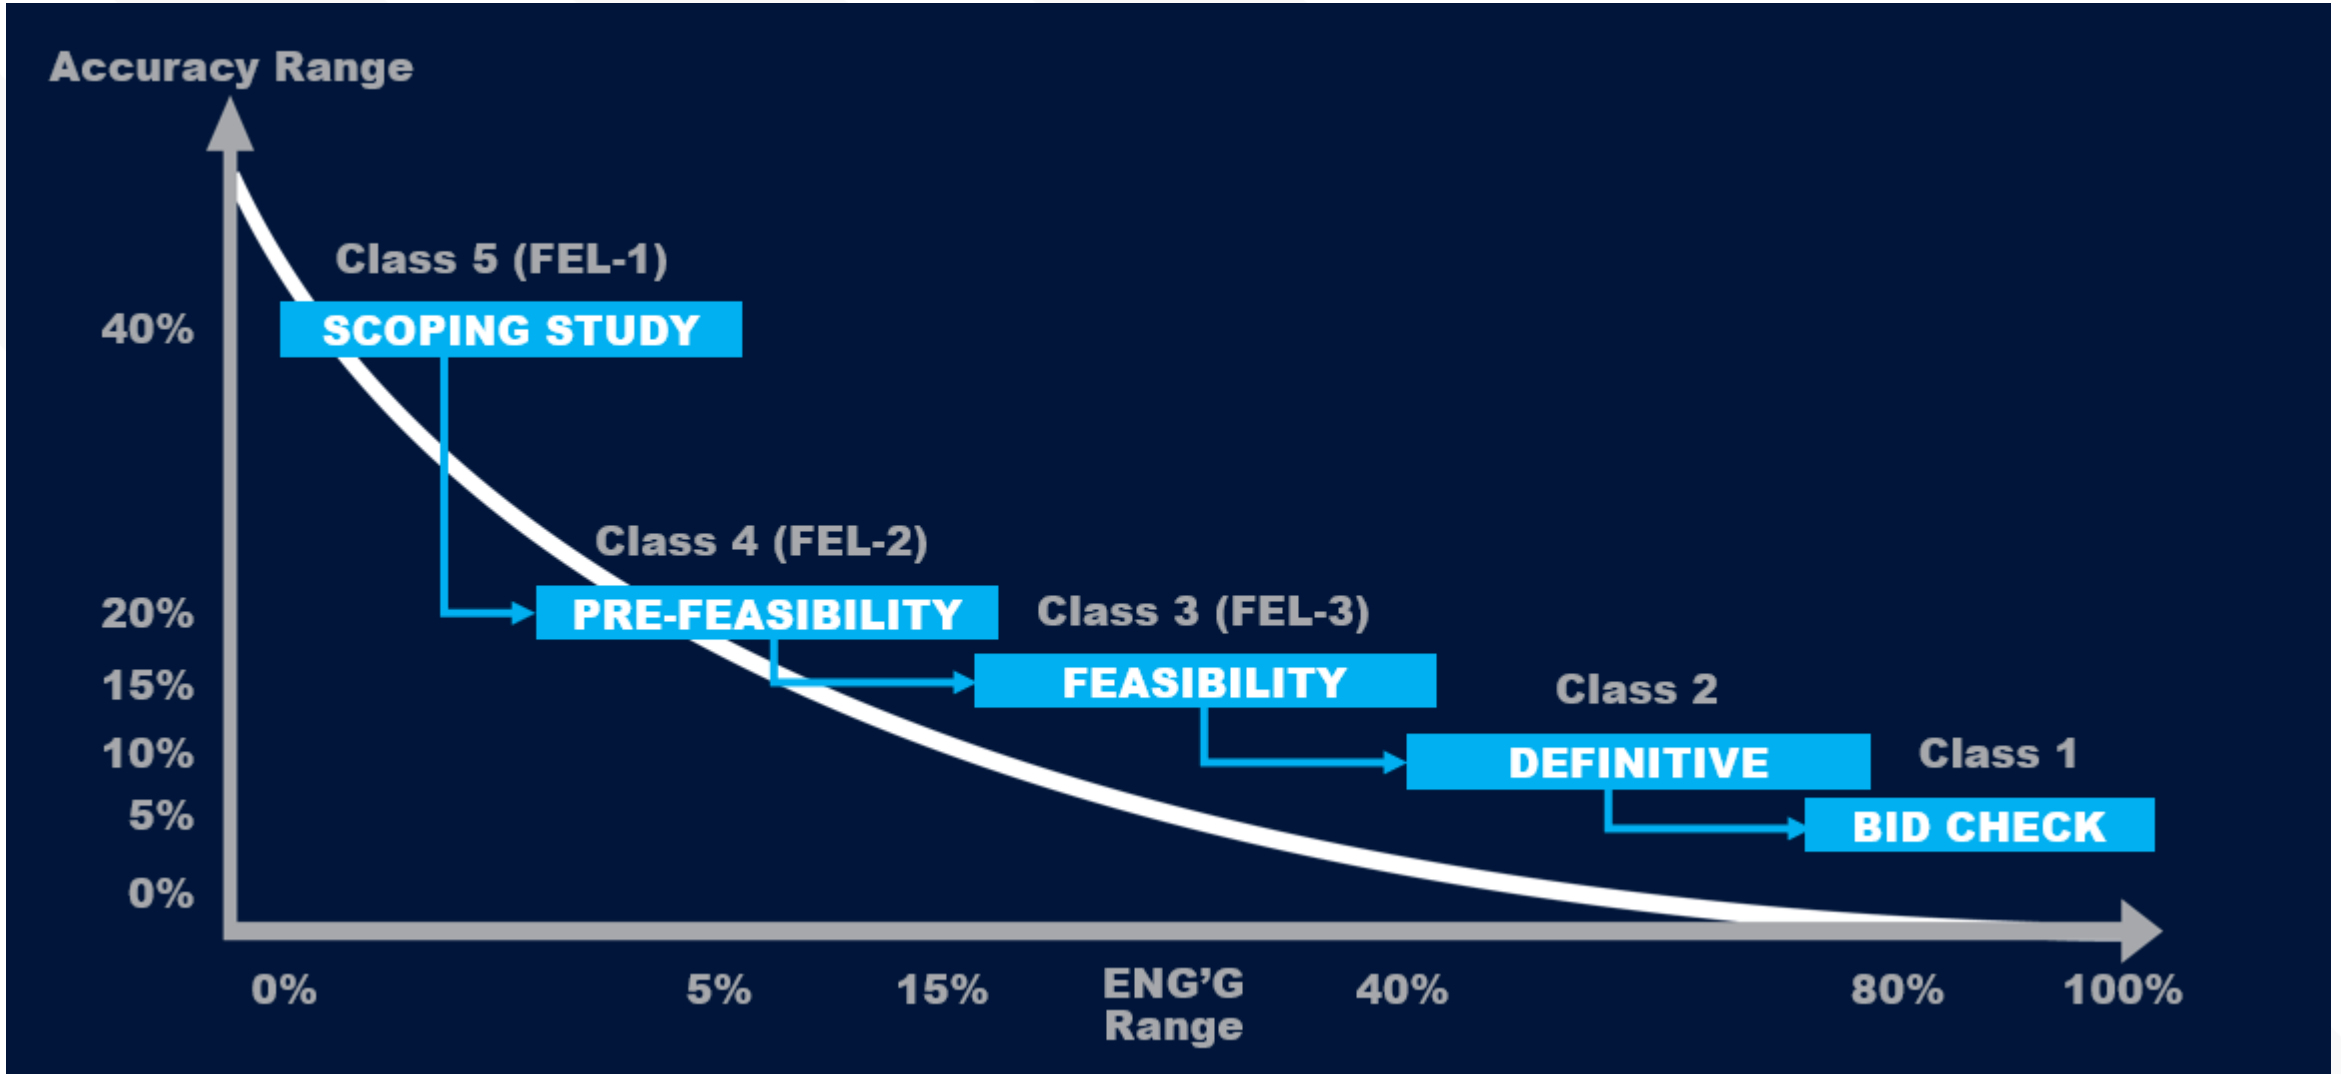 Accuracy Range
Class 5 (FEL-1)
40%
SCOPING STUDY
Class 4 (FEL-2)
20%
PRE-FEASIBILITY
Class 3 (FEL-3)
15%
FEASIBILITY
Class 2
10%
DEFINITIVE
Class 1
5%
BID CHECK
0%
0%
5%
15%
ENG’G
Range
40%
80%
100%